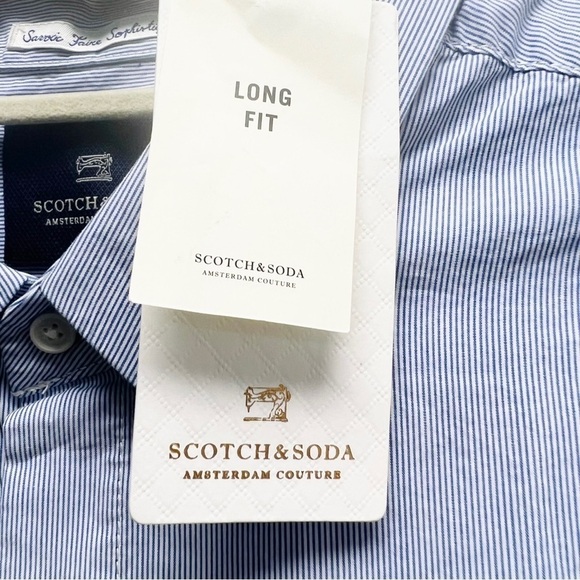 Savoir Faire
LONG
FIT
SCOTCH&SODA
AMSTERDAM COUTURE
SCOTCH&
AMSTERDAM
SCOTCH&SODA
AMSTERDAM COUTURE